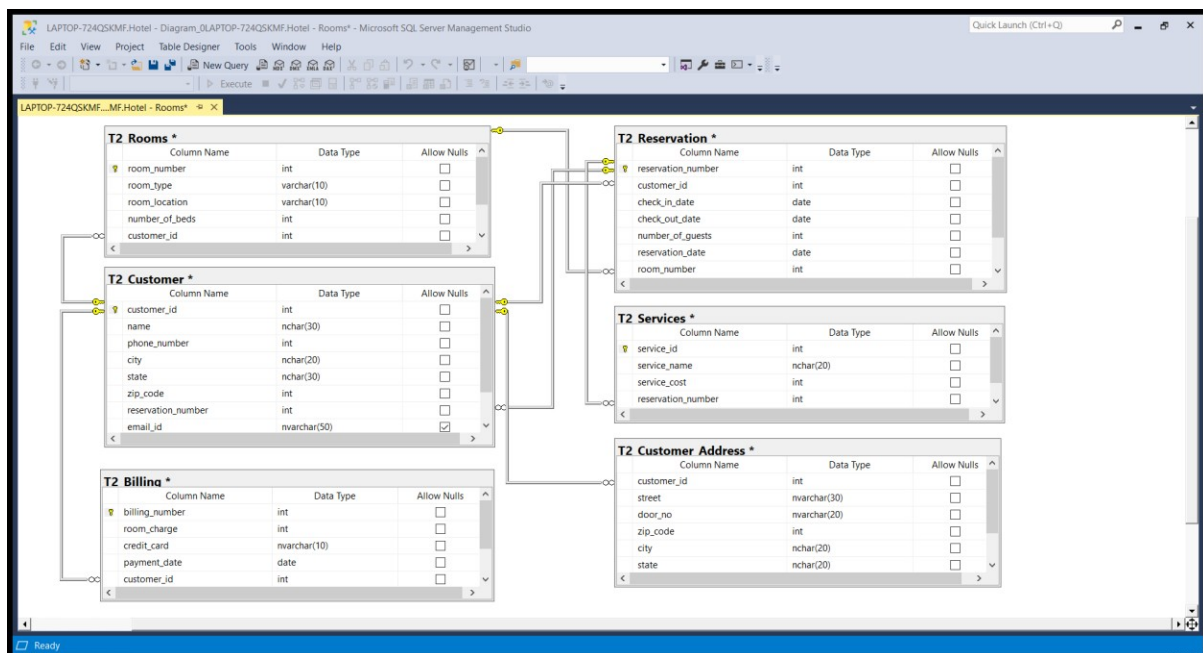 LAPTOP-724QSKMF.Hotel - Diagram_0LAPTOP-724QSKMF.Hotel - Rooms* - Microsoft SQL Server Management Studio
Quick Launch (Ctrl+Q)
File Edit View Project Table Designer Tools Window Help
New Query
Execute
LAPTOP-724QSKMF....MF.Hotel - Rooms*
T2 Rooms *
Column Name Data Type Allow Nulls
room_number int
room_type varchar(10)
room_location varchar(10)
number_of_beds int
customer_id int
T2 Customer *
Column Name Data Type Allow Nulls
customer_id int
name nchar(30)
phone_number int
city nchar(20)
state nchar(30)
zip_code int
reservation_number int
email_id nvarchar(50)
T2 Billing *
Column Name Data Type Allow Nulls
billing_number int
room_charge int
credit_card nvarchar(10)
payment_date date
customer_id int
T2 Reservation *
Column Name Data Type Allow Nulls
reservation_number int
customer_id int
check_in_date date
check_out_date date
number_of_guests int
reservation_date date
room_number int
T2 Services *
Column Name Data Type Allow Nulls
service_id int
service_name nchar(20)
service_cost int
reservation_number int
T2 Customer Address *
Column Name Data Type Allow Nulls
customer_id int
street nvarchar(30)
door_no nvarchar(20)
zip_code int
city nchar(20)
state nchar(20)
Ready